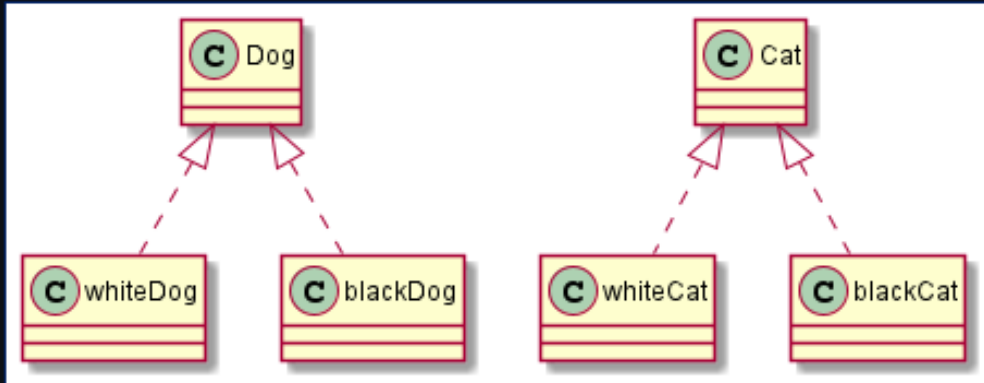 C Dog
C Cat
C whiteDog
C blackDog
C whiteCat
C blackCat